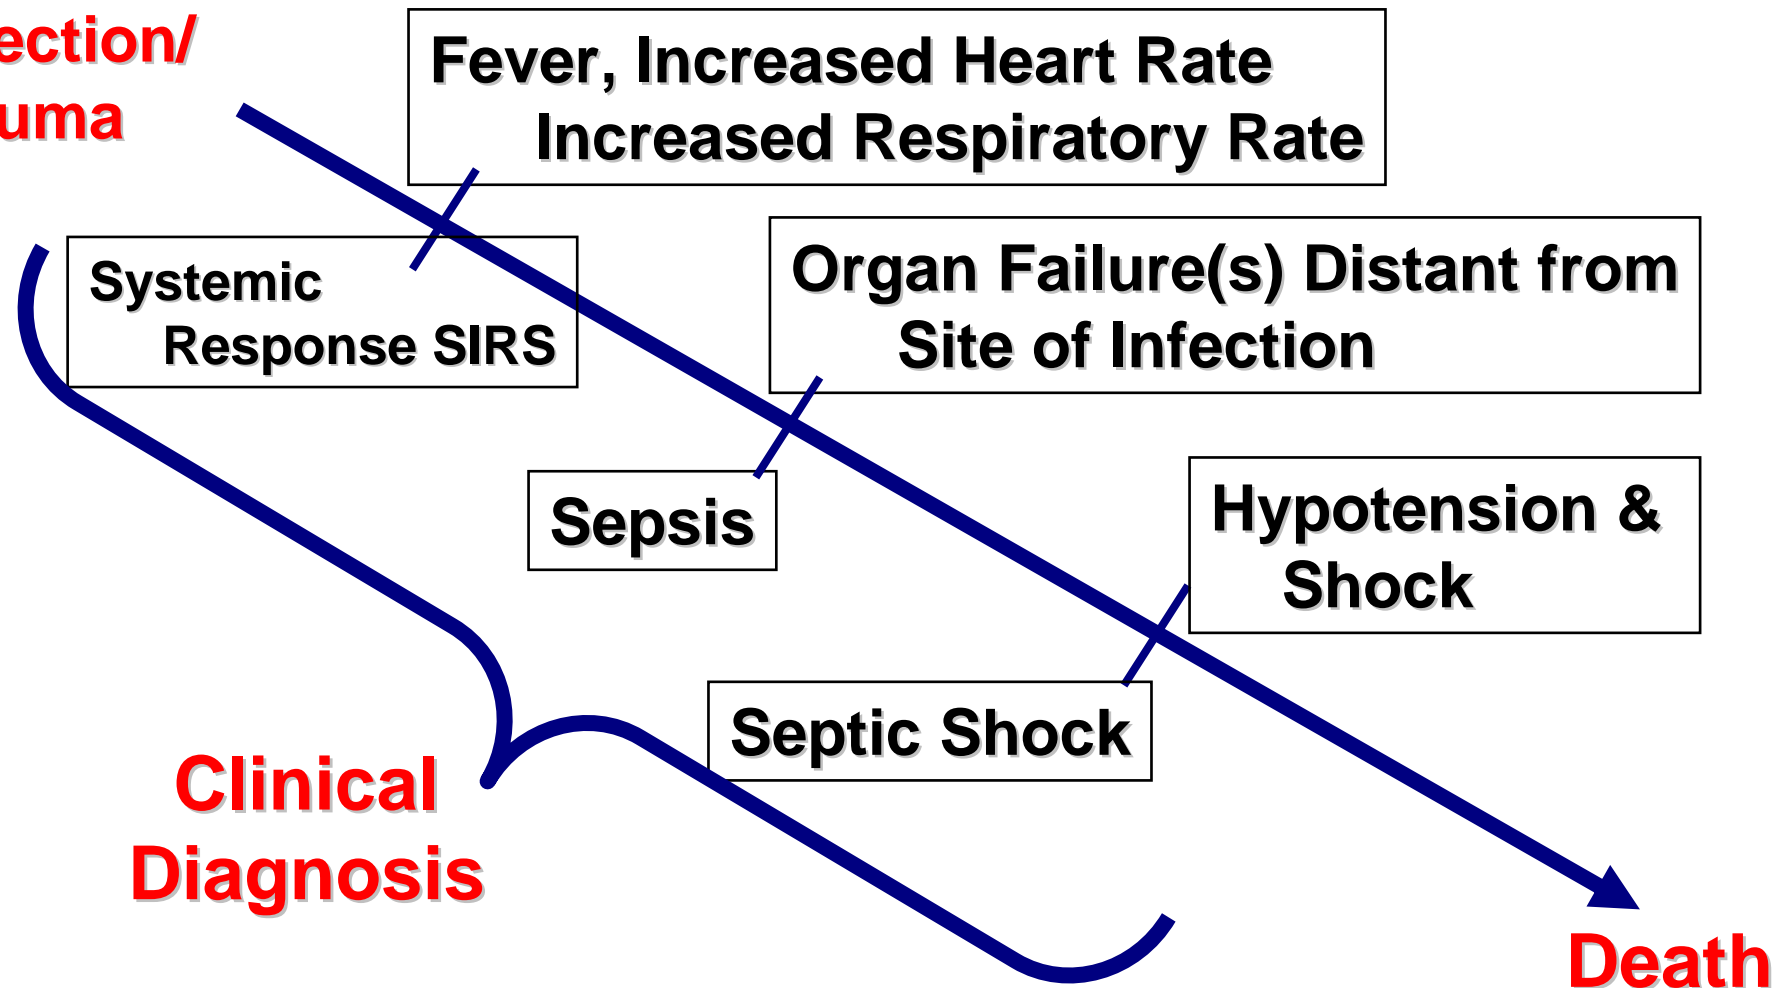 ection/
uma
Fever, Increased Heart Rate
Increased Respiratory Rate
Systemic
Response SIRS
Organ Failure(s) Distant from
Site of Infection
Sepsis
Hypotension &
Shock
Septic Shock
Clinical
Diagnosis
Death